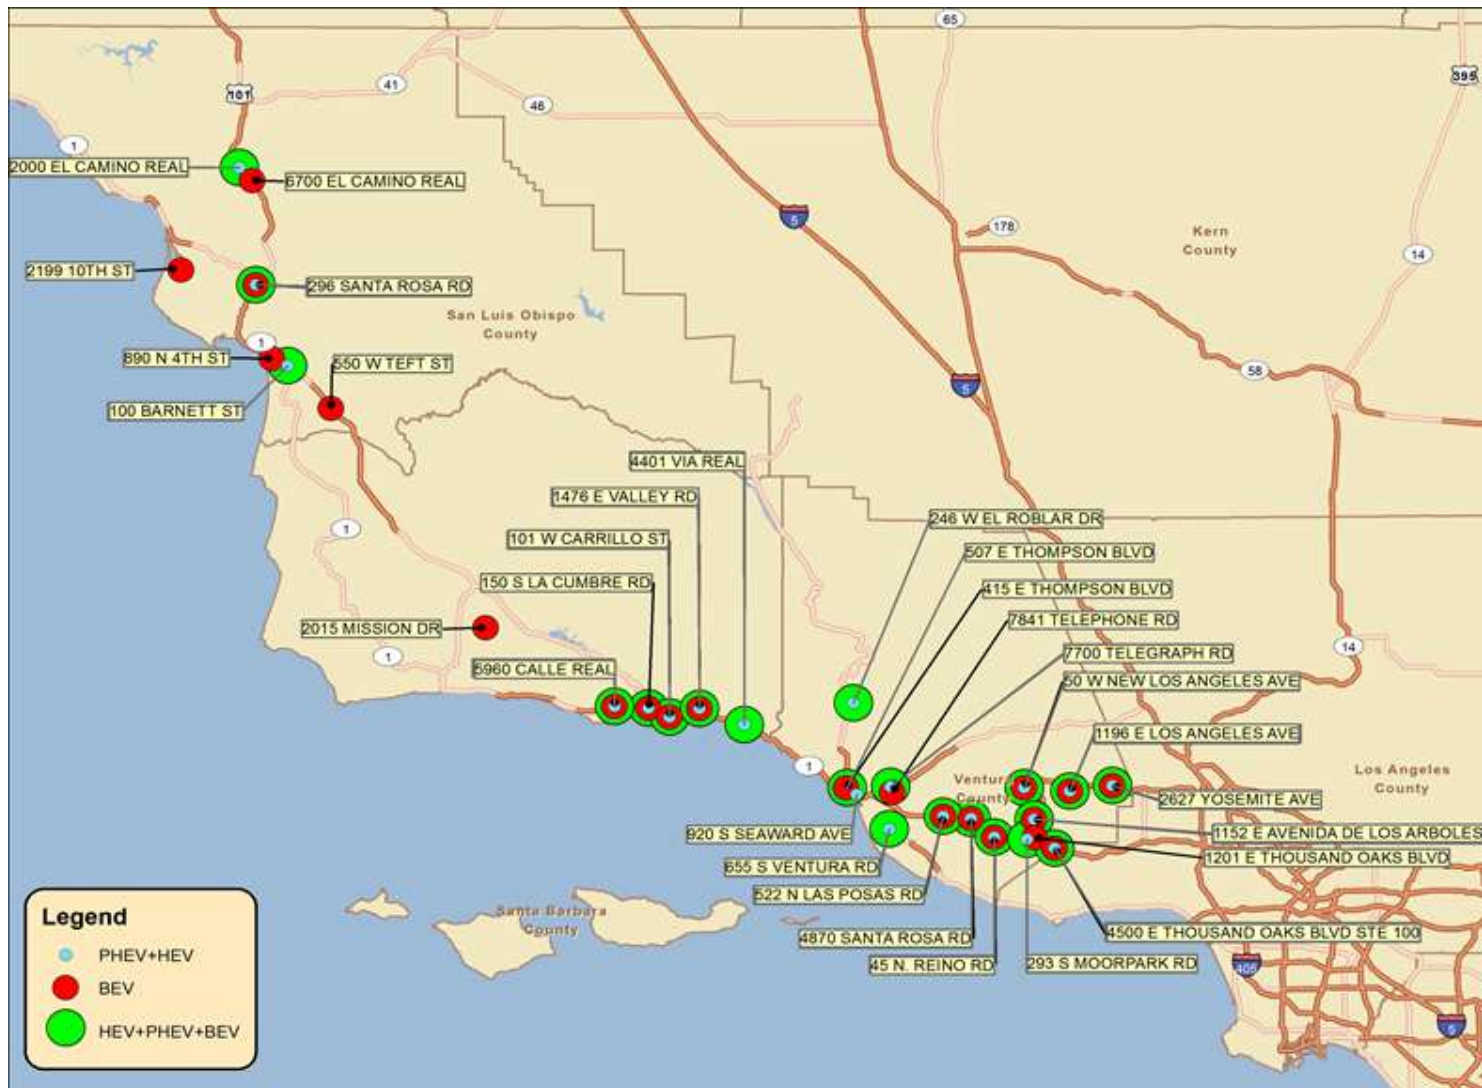 65
395
101
41
46
1
2000 EL CAMINO REAL
6700 EL CAMINO REAL
5
178
Kern
County
14
2199 10TH ST
296 SANTA ROSA RD
San Luis Obispo
County
1
890 N 4TH ST
550 W TEFT ST
58
5
100 BARNETT ST
4401 VIA REAL
1476 E VALLEY RD
246 W EL ROBLAR DR
1
101 W CARRILLO ST
507 E THOMPSON BLVD
150 S LA CUMBRE RD
415 E THOMPSON BLVD
7841 TELEPHONE RD
2015 MISSION DR
14
1
5960 CALLE REAL
7700 TELEGRAPH RD
50 W NEW LOS ANGELES AVE
1196 E LOS ANGELES AVE
1
Los Angeles
County
Ventura
County
2627 YOSEMITE AVE
920 S SEAWARD AVE
1152 E AVENIDA DE LOS ARBOLES
1201 E THOUSAND OAKS BLVD
655 S VENTURA RD
522 N LAS POSAS RD
Santa Barbara
County
4870 SANTA ROSA RD
4500 E THOUSAND OAKS BLVD STE 100
45 N. REINO RD
293 S MOORPARK RD
405
5
Legend
PHEV+HEV
BEV
HEV+PHEV+BEV